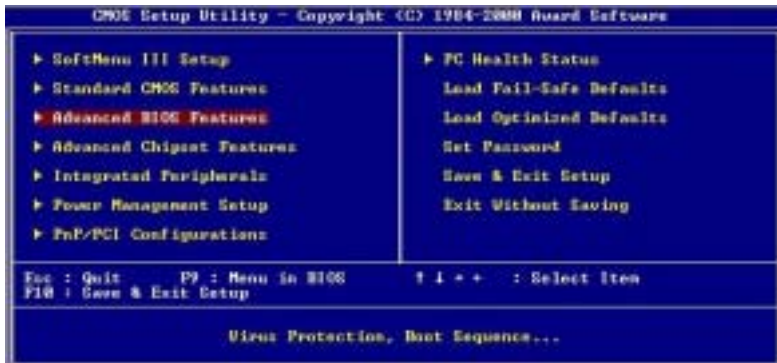 CMOS Setup Utility - Copyright (C) 1984-2000 Award Software
▶ SoftMenu III Setup
▶ Standard CMOS Features
▶ Advanced BIOS Features
▶ Advanced Chipset Features
▶ Integrated Peripherals
▶ Power Management Setup
▶ PnP/PCI Configurations
▶ PC Health Status
Load Fail-Safe Defaults
Load Optimized Defaults
Set Password
Save & Exit Setup
Exit Without Saving
Esc : Quit F9 : Menu in BIOS ↑ ↓ → ← : Select Item
F10 : Save & Exit Setup
Virus Protection, Boot Sequence...